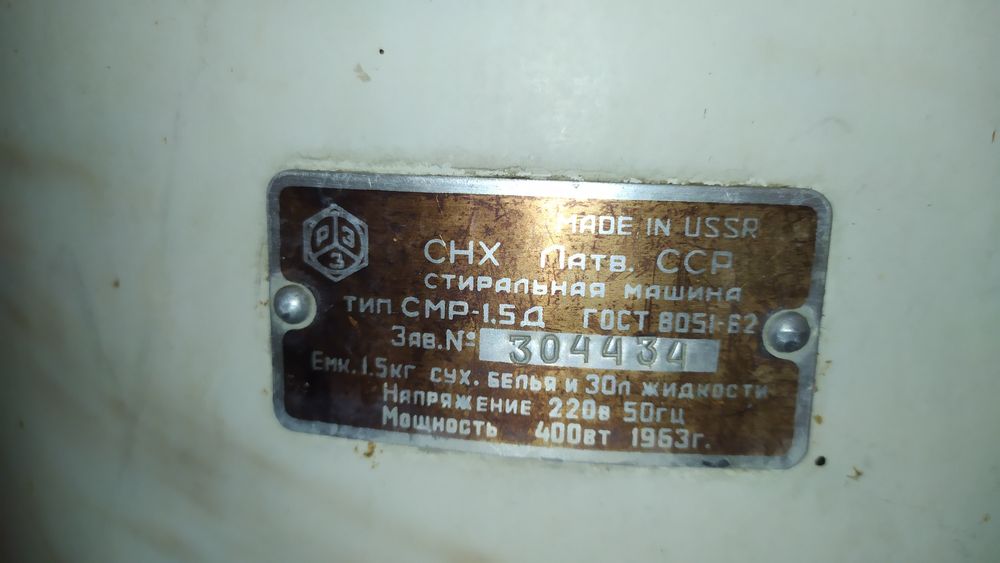 РЭЗ
MADE IN USSR
СНХ Латв. ССР
СТИРАЛЬНАЯ МАШИНА
ТИП СМР-1.5Д ГОСТ 8051-62
Зав.№ 304434
Емк. 1.5кг сух. белья и 30л жидкости
Напряжение 220в 50гц
Мощность 400вт 1963г.